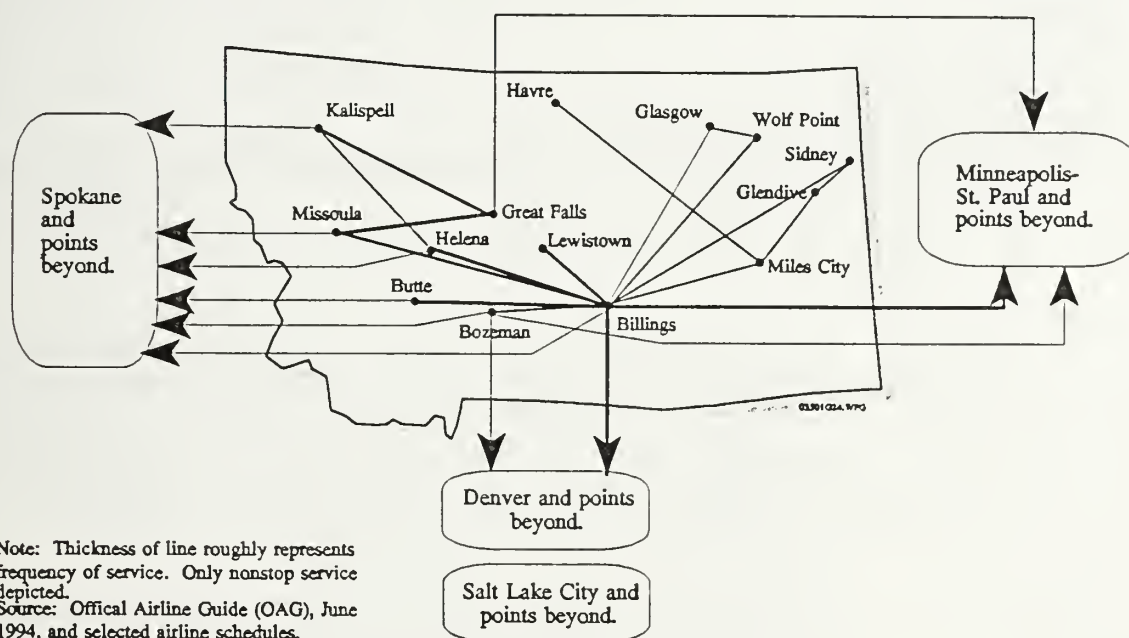 Kalispell
Havre
Glasgow
Wolf Point
Sidney
Glendive
Spokane
and
points
beyond.
Minneapolis-
St. Paul and
points beyond.
Missoula
Great Falls
Helena
Lewistown
Miles City
Butte
Bozeman
Billings
Denver and points
beyond.
Salt Lake City and
points beyond.
Note: Thickness of line roughly represents
frequency of service. Only nonstop service
depicted.
Source: Offical Airline Guide (OAG), June
1994, and selected airline schedules.